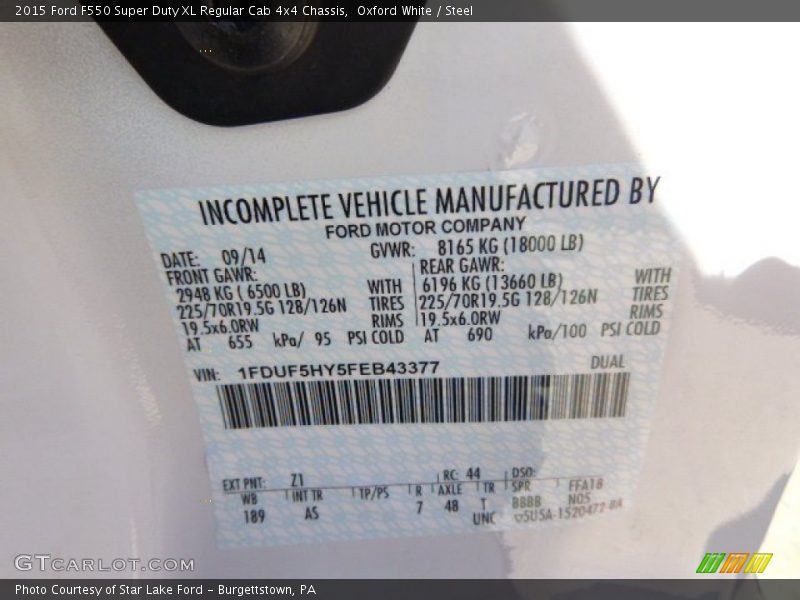 2015 Ford F550 Super Duty XL Regular Cab 4x4 Chassis, Oxford White / Steel
INCOMPLETE VEHICLE MANUFACTURED BY
FORD MOTOR COMPANY
DATE: 09/14 GVWR: 8165 KG (18000 LB)
FRONT GAWR: REAR GAWR:
2948 KG ( 6500 LB) WITH 6196 KG (13660 LB) WITH
225/70R19.5G 128/126N TIRES 225/70R19.5G 128/126N TIRES
19.5x6.0RW RIMS 19.5x6.0RW RIMS
AT 655 kPa/ 95 PSI COLD AT 690 kPa/100 PSI COLD
VIN: 1FDUF5HY5FEB43377 DUAL
EXT PNT: Z1 RC: 44 DSO:
WB INT TR TP/PS R AXLE TR SPR FFA18
189 AS 7 48 T BBBB N05
UNC 5USA-1520472-BA
GTCARLOT.COM
Photo Courtesy of Star Lake Ford - Burgettstown, PA